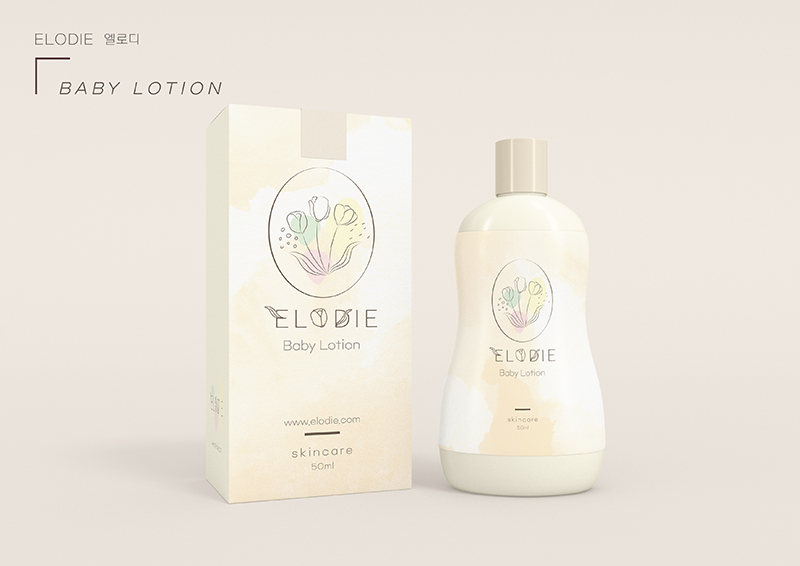 ELODIE 엘로디
BABY LOTION
ELODIE
Baby Lotion
www.elodie.com
skincare
50ml
ELODIE
Baby Lotion
skincare
50ml